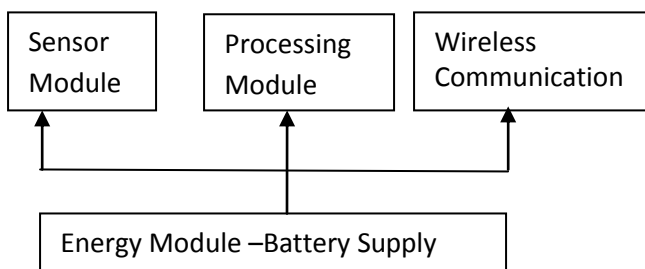 Sensor
Module
Processing
Module
Wireless
Communication
Energy Module –Battery Supply